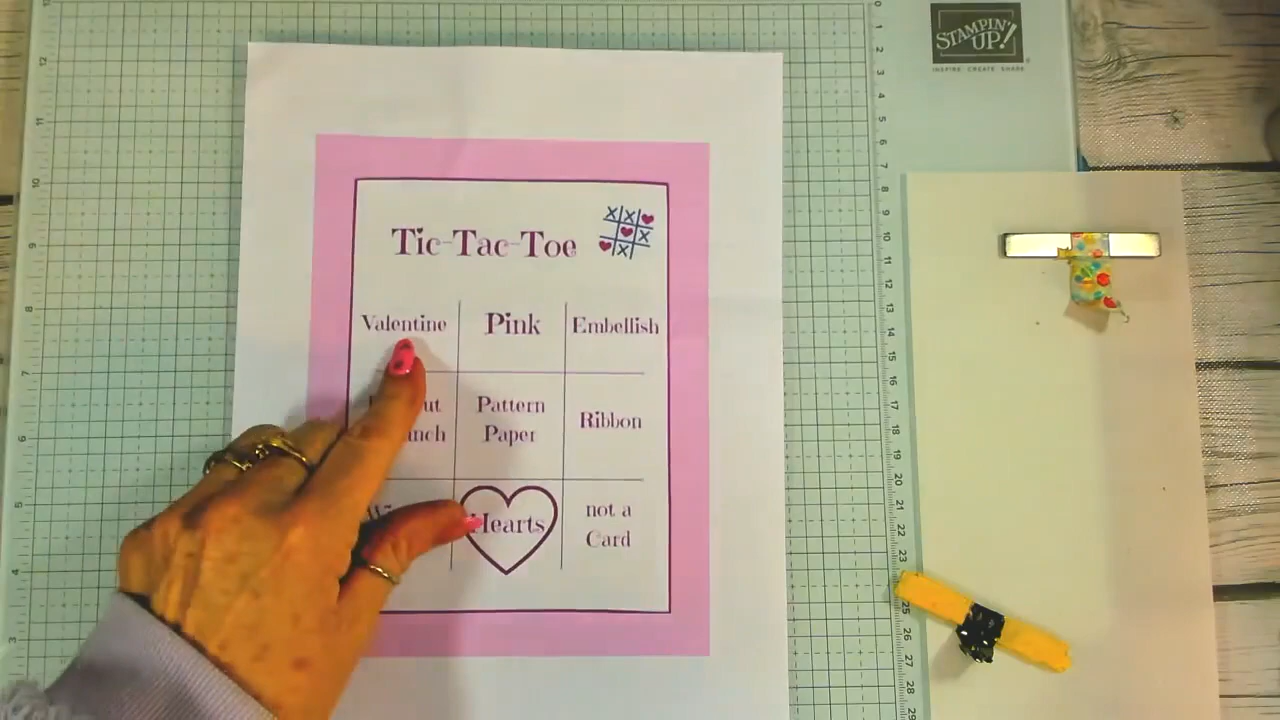 STAMPIN' UP!
INSPIRE. CREATE. SHARE.
Tic-Tac-Toe
Valentine
Pink
Embellish
Pattern
Paper
Ribbon
Hearts
not a
Card